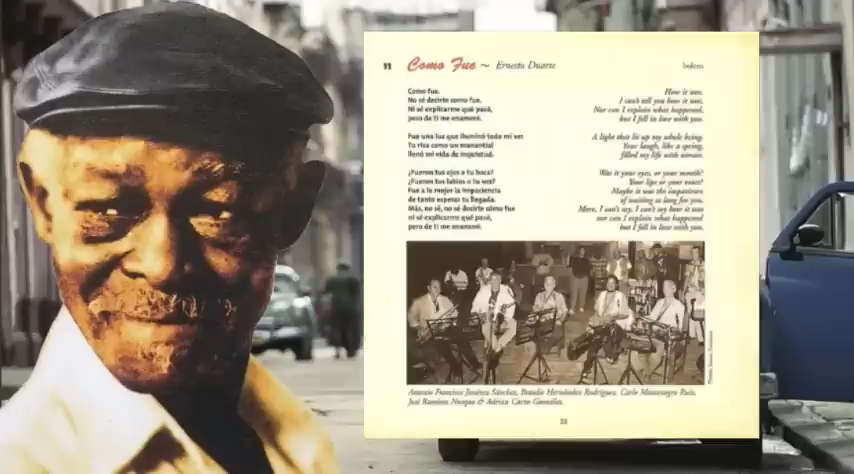 11 Como Fue ~ Ernesto Duarte bolero
Como fue.
No sé decirte como fue.
Ni sé explicarme qué pasó,
pero de ti me enamoré.
Fue una luz que iluminó todo mi ser.
Tu risa como un manantial
llenó mi vida de inquietud.
¿Fueron tus ojos o tu boca?
¿Fueron tus labios o tu voz?
Fue a lo mejor la impaciencia
de tanto esperar tu llegada.
Más, no sé, no sé decirte cómo fue
ni sé explicarme qué pasó,
pero de ti me enamoré.
How it was.
I can't tell you how it was.
Nor can I explain what happened,
but I fell in love with you.
A light that lit up my whole being.
Your laugh, like a spring,
filled my life with unease.
Was it your eyes, or your mouth?
Your lips or your voice?
Maybe it was the impatience
of waiting so long for you.
More, I can't say, I can't say how it was
nor can I explain what happened
but I fell in love with you.
Antonio Francisco Jiménez Sánchez, Braulio Hernández Rodríguez, Carlo Montenegro Ruiz,
José Ramírez & Adrian Corzo González.
28